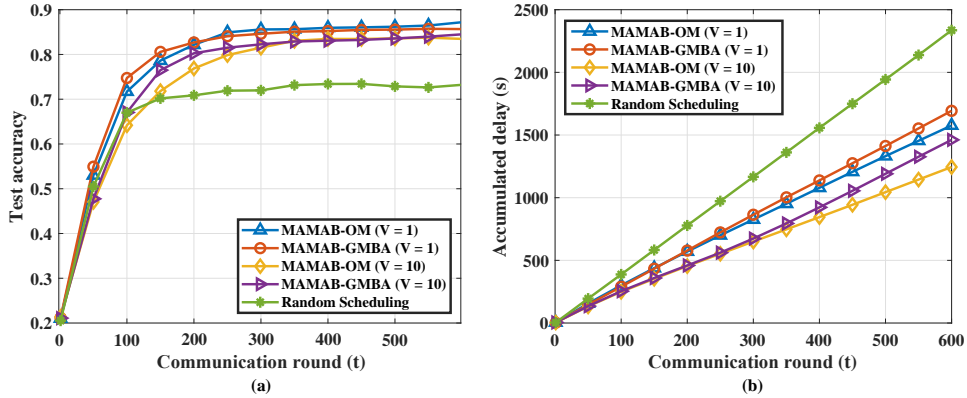 0.9
0.8
0.7
0.6
0.5
0.4
0.3
0.2
Test accuracy
0 100 200 300 400 500
Communication round (t)
(a)
MAMAB-OM (V = 1)
MAMAB-GMBA (V = 1)
MAMAB-OM (V = 10)
MAMAB-GMBA (V = 10)
Random Scheduling
2500
2000
1500
1000
500
0
Accumulated delay (s)
0 100 200 300 400 500 600
Communication round (t)
(b)
MAMAB-OM (V = 1)
MAMAB-GMBA (V = 1)
MAMAB-OM (V = 10)
MAMAB-GMBA (V = 10)
Random Scheduling